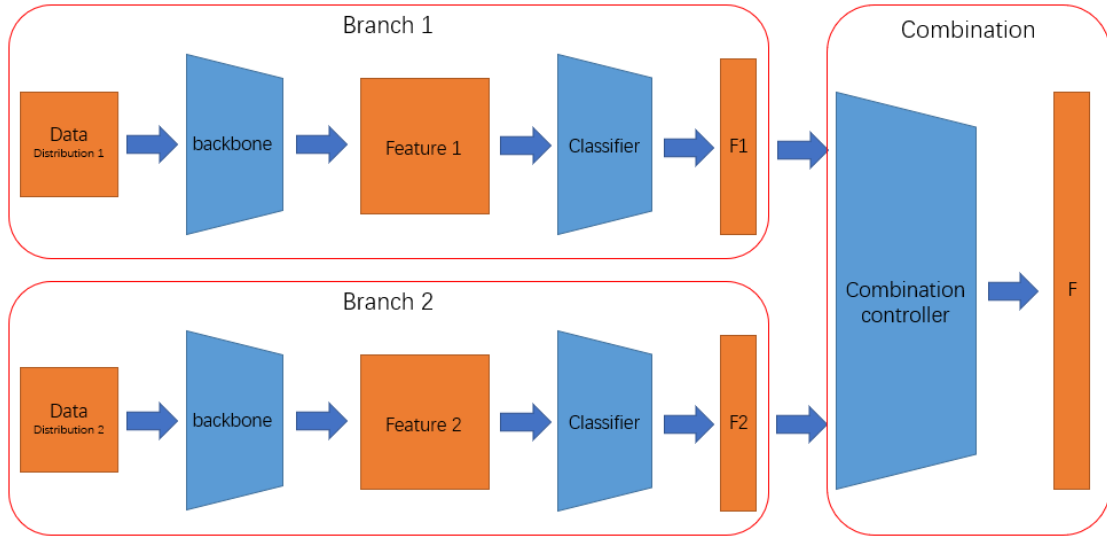 Branch 1
Data
Distribution 1
backbone
Feature 1
Classifier
F1
Branch 2
Data
Distribution 2
backbone
Feature 2
Classifier
F2
Combination
Combination
controller
F